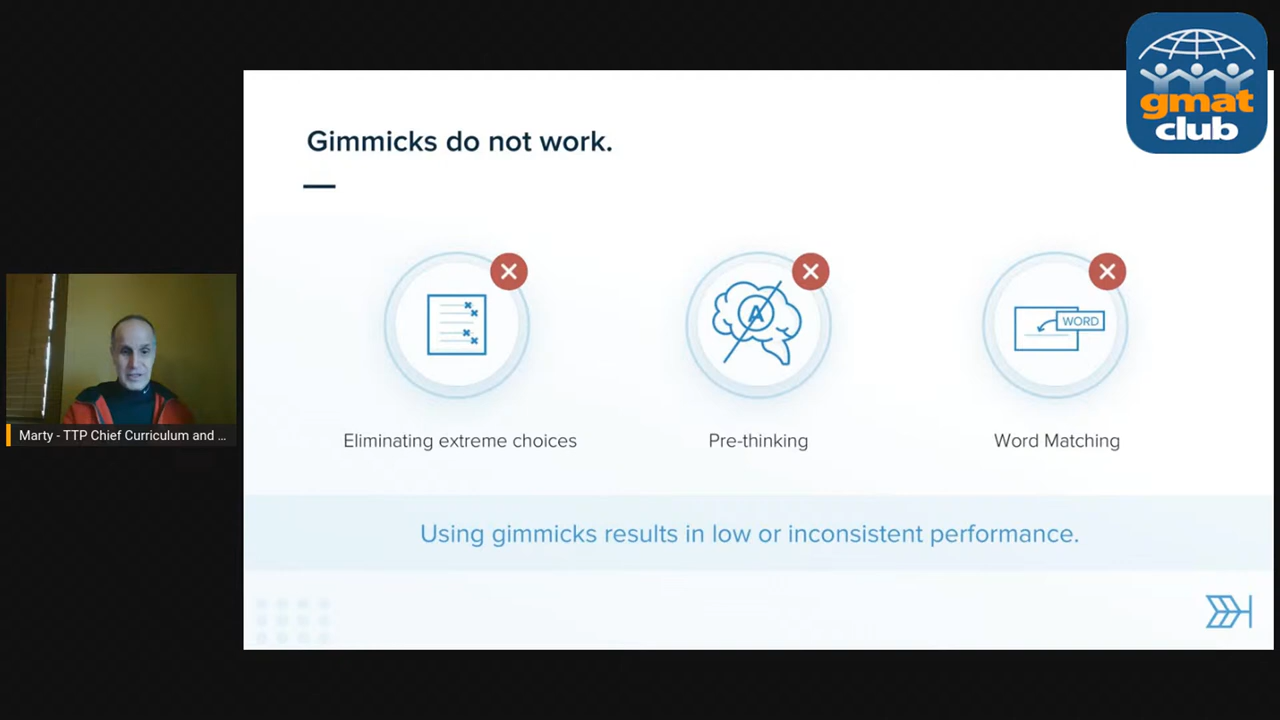 gmat
club
Gimmicks do not work.
A
WORD
Eliminating extreme choices
Pre-thinking
Word Matching
Marty - TTP Chief Curriculum and ...
Using gimmicks results in low or inconsistent performance.